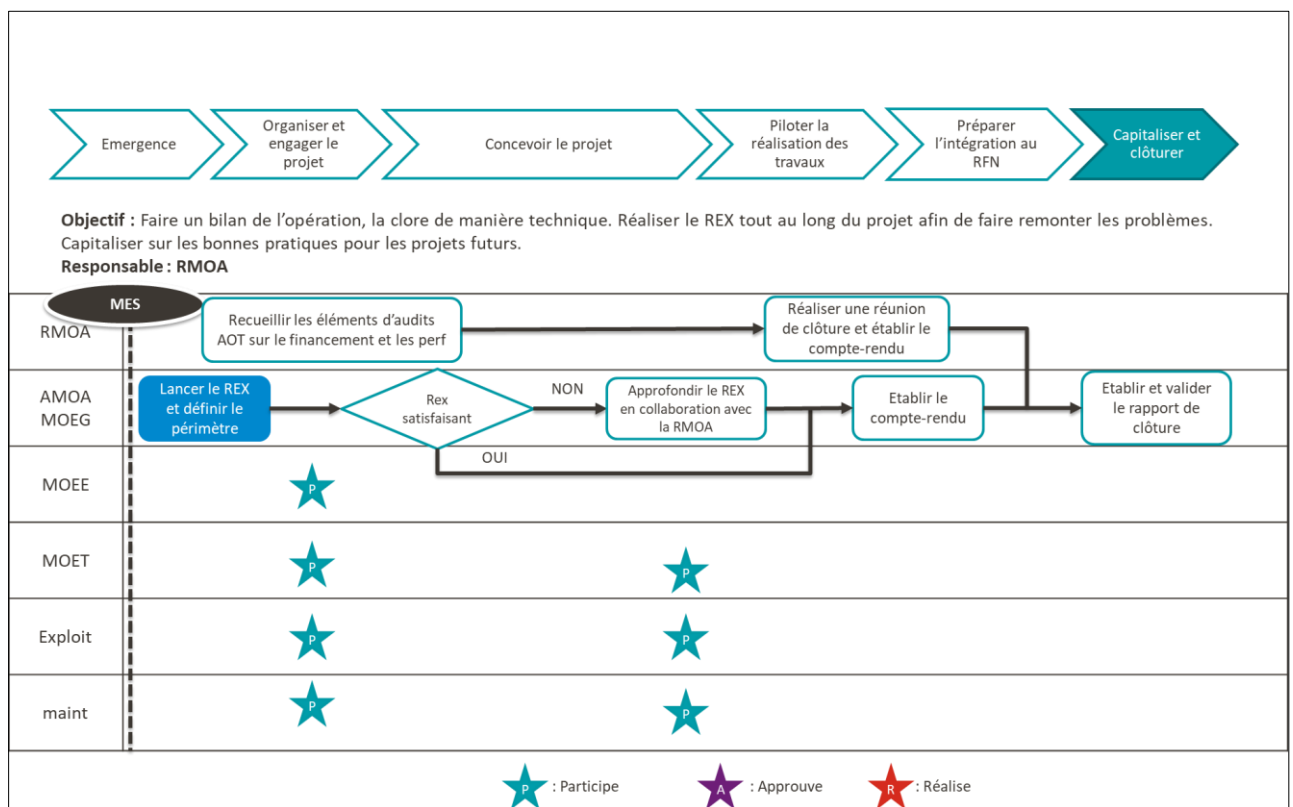 Emergence
Organiser et
engager le
projet
Concevoir le projet
Piloter la
réalisation des
travaux
Préparer
l'intégration au
RFN
Capitaliser et
clôturer
Objectif : Faire un bilan de l'opération, la clore de manière technique. Réaliser le REX tout au long du projet afin de faire remonter les problèmes.
Capitaliser sur les bonnes pratiques pour les projets futurs.
Responsable : RMOA
MES
RMOA
Recueillir les éléments d'audits
AOT sur le financement et les perf
Réaliser une réunion
de clôture et établir le
compte-rendu
AMOA
MOEG
Lancer le REX
et définir le
périmètre
Rex
satisfaisant
NON
Approfondir le REX
en collaboration avec
la RMOA
Etablir le
compte-rendu
Etablir et valider
le rapport de
clôture
OUI
MOEE
P
MOET
P
P
Exploit
P
P
maint
P
P
P : Participe
A : Approuve
R : Réalise